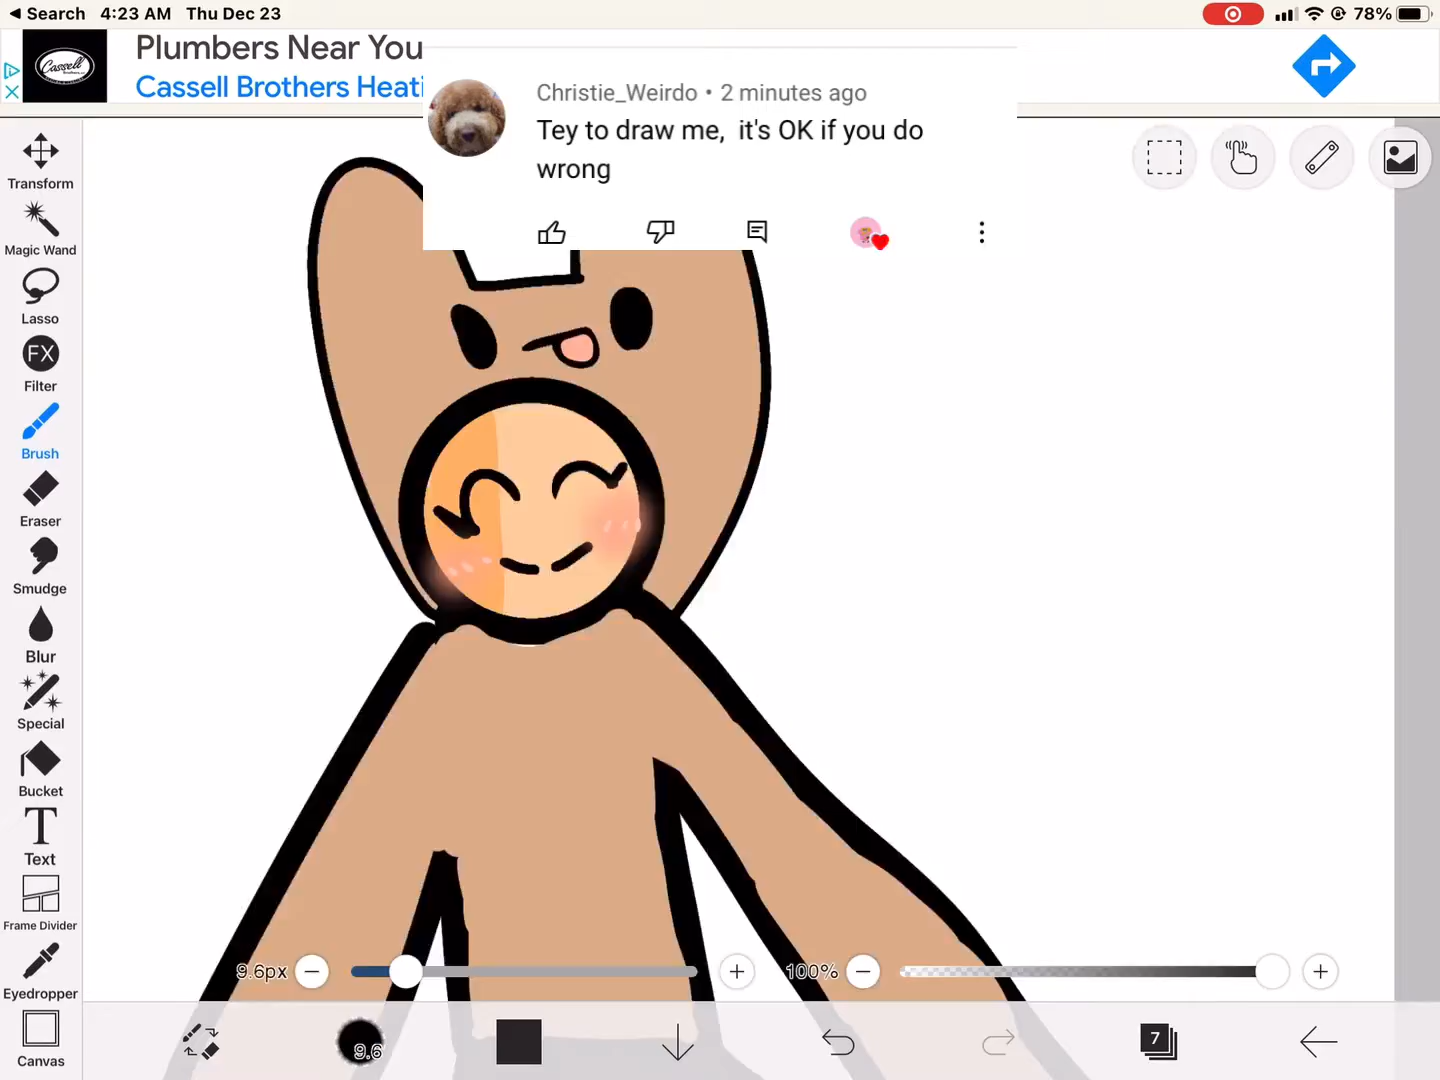 Search 4:23 AM Thu Dec 23 78%
Plumbers Near You
Cassell Brothers Heati
Cassell
Christie_Weirdo • 2 minutes ago
Tey to draw me, it's OK if you do
wrong
Transform
Magic Wand
Lasso
FX
Filter
Brush
Eraser
Smudge
Blur
Special
Bucket
T
Text
Frame Divider
Eyedropper
Canvas
9.6px
100%
9.6
7